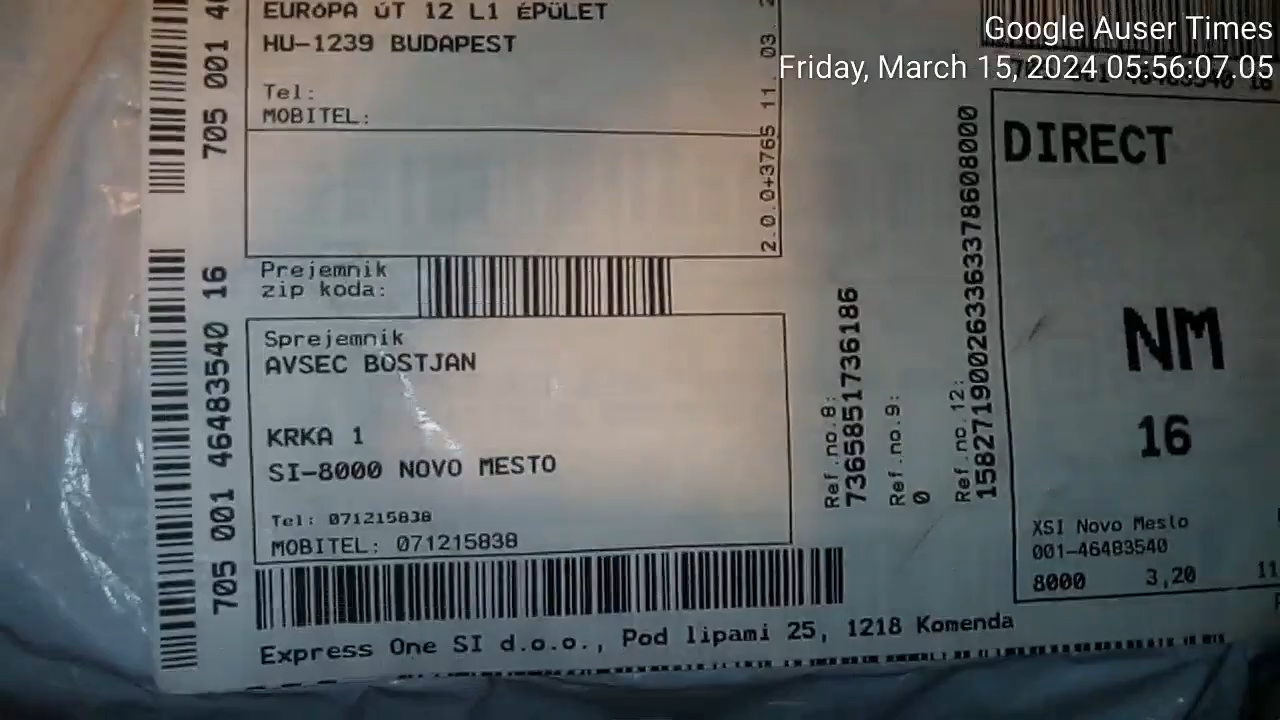 Google Auser Times
Friday, March 15, 2024 05:56:07.05
EURÓPA ÚT 12 L1 ÉPÜLET
HU-1239 BUDAPEST
Tel:
MOBITEL:
2.0.0+3765 11. 03.
705 001
705 001 46483540 16
Prejemnik
zip koda:
Sprejemnik
AVSEC BOSTJAN
KRKA 1
SI-8000 NOVO MESTO
Tel: 071215838
MOBITEL: 071215838
Ref.no.8:
7365851736186
Ref.no.9:
0
Ref.no.12:
158271900263363378608000
DIRECT
NM
16
XSI Novo Mesto
001-46483540
8000 3,20 11
Express One SI d.o.o., Pod lipami 25, 1218 Komenda